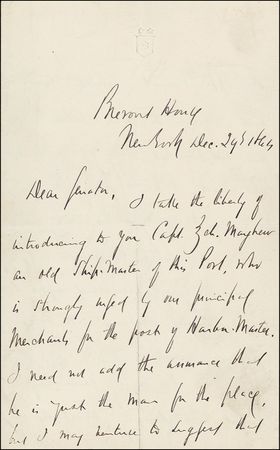 Brevoort House
New York Dec. 29th 1864
Dear Senator, I take the liberty of
introducing to you Capt Zeb. Mayhew
an old Ship-Master of this Port, who
is strongly urged by our principal
Merchants for the post of Harbor-Master.
I need not add the assurance that
he is just the man for the place,
but I may venture to suggest that